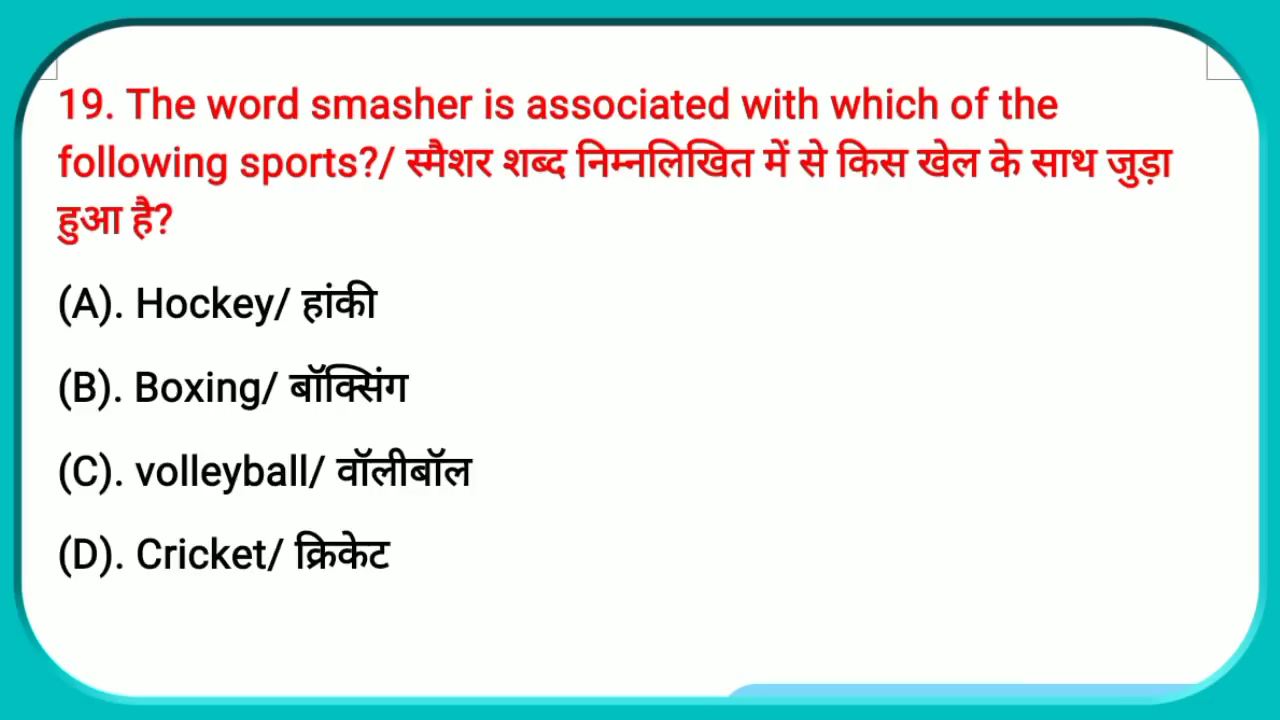 19. The word smasher is associated with which of the
following sports?/ स्मैशर शब्द निम्नलिखित में से किस खेल के साथ जुड़ा
हुआ है?
(A). Hockey/ हांकी
(B). Boxing/ बॉक्सिंग
(C). volleyball/ वॉलीबॉल
(D). Cricket/ क्रिकेट